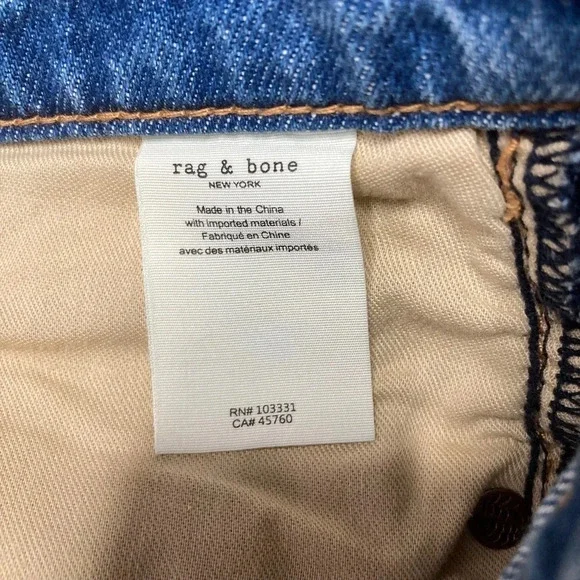 rag & bone
NEW YORK
Made in the China
with imported materials /
Fabriqué en Chine
avec des matériaux importés
RN# 103331
CA# 45760